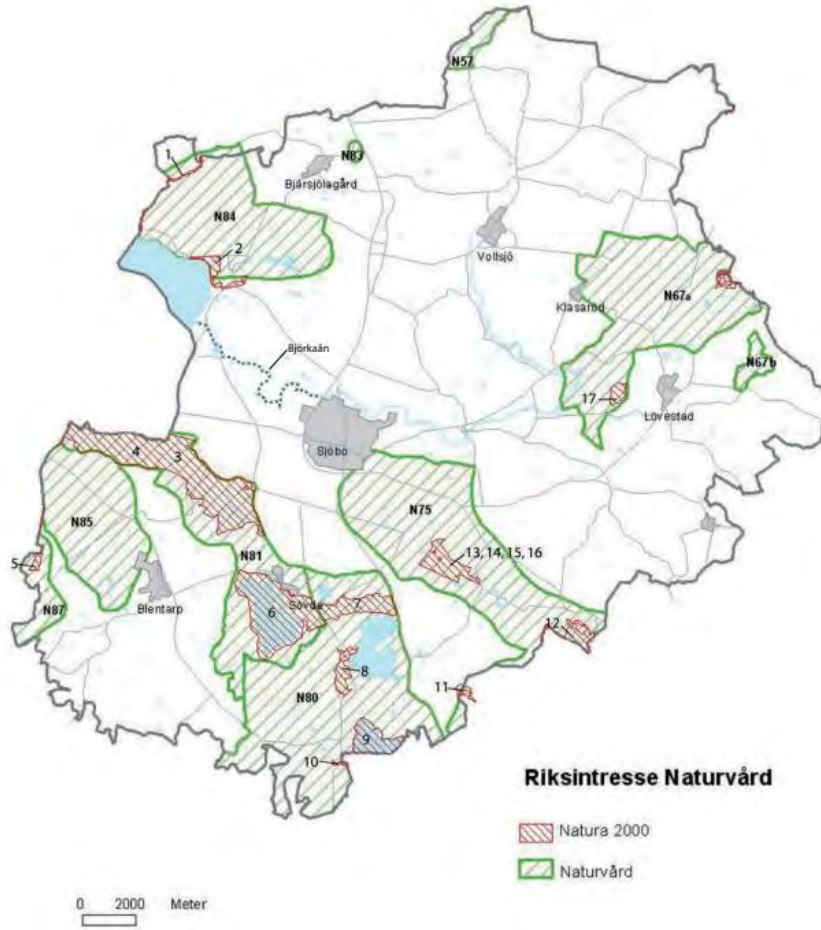 N57
1
N83
Bjärsjölagård
N84
Vollsjö
2
N67a
Klasaröd
Björkaån
N67b
17
Lövestad
Sjöbo
4
3
N75
N85
13, 14, 15, 16
N81
5
Blentarp
N87
Sövde
6
7
12
8
N80
11
9
10
Riksintresse Naturvård
Natura 2000
Naturvård
0 2000 Meter